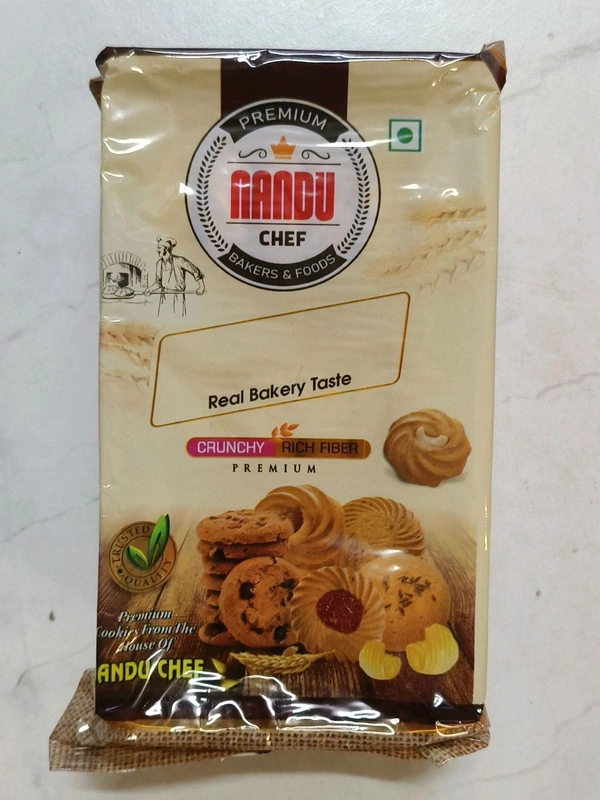 PREMIUM
NANDU
CHEF
BAKERS & FOODS
Real Bakery Taste
CRUNCHY RICH FIBER
PREMIUM
TRUSTED
QUALITY
Premium
Cookies From The
House Of
ANDU CHEF